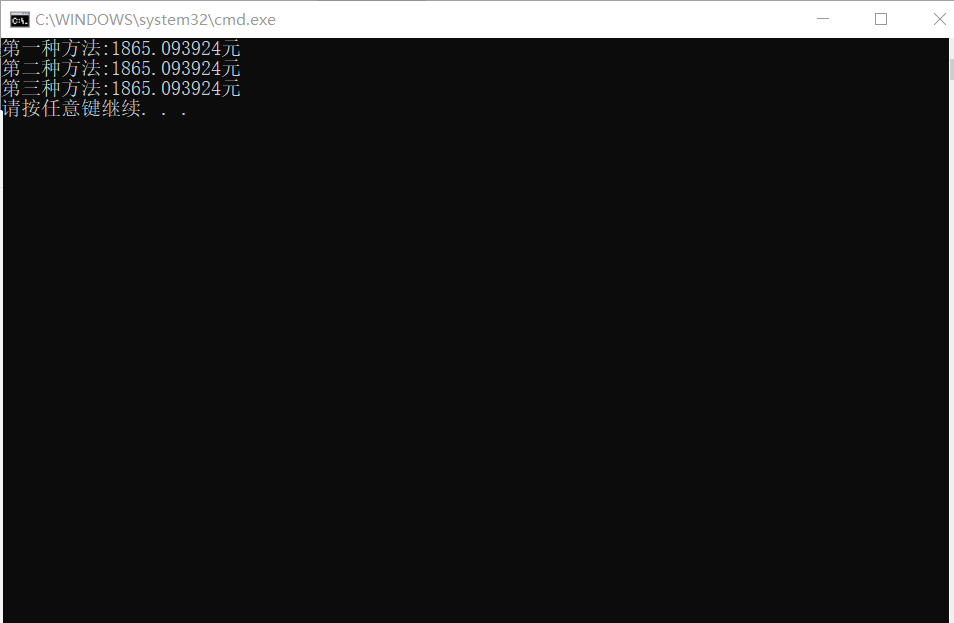 C:\WINDOWS\system32\cmd.exe
第一种方法:1865.093924元
第二种方法:1865.093924元
第三种方法:1865.093924元
请按任意键继续. . .